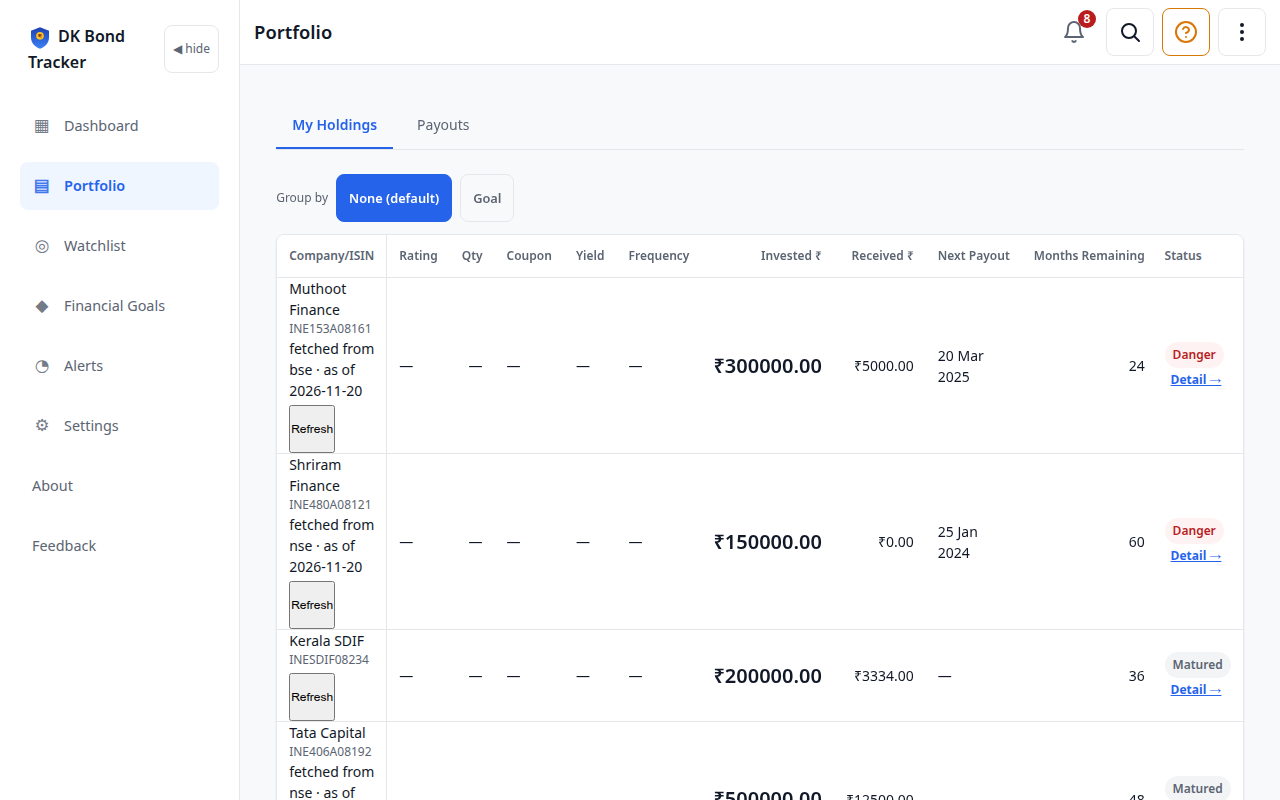 DK Bond
Tracker
◀ hide
Dashboard
Portfolio
Watchlist
Financial Goals
Alerts
Settings
About
Feedback
Portfolio
8
My Holdings
Payouts
Group by
None (default)
Goal
Company/ISIN Rating Qty Coupon Yield Frequency Invested ₹ Received ₹ Next Payout Months Remaining Status
Muthoot
Finance
INE153A08161
fetched from
bse · as of
2026-11-20
Refresh
— — — — — ₹300000.00 ₹5000.00 20 Mar
2025
24
Danger
Detail →
Shriram
Finance
INE480A08121
fetched from
nse · as of
2026-11-20
Refresh
— — — — — ₹150000.00 ₹0.00 25 Jan
2024
60
Danger
Detail →
Kerala SDIF
INESDIF08234
Refresh
— — — — — ₹200000.00 ₹3334.00 — 36
Matured
Detail →
Tata Capital
INE406A08192
fetched from
nse · as of
₹500000.00 ₹12500.00 48
Matured